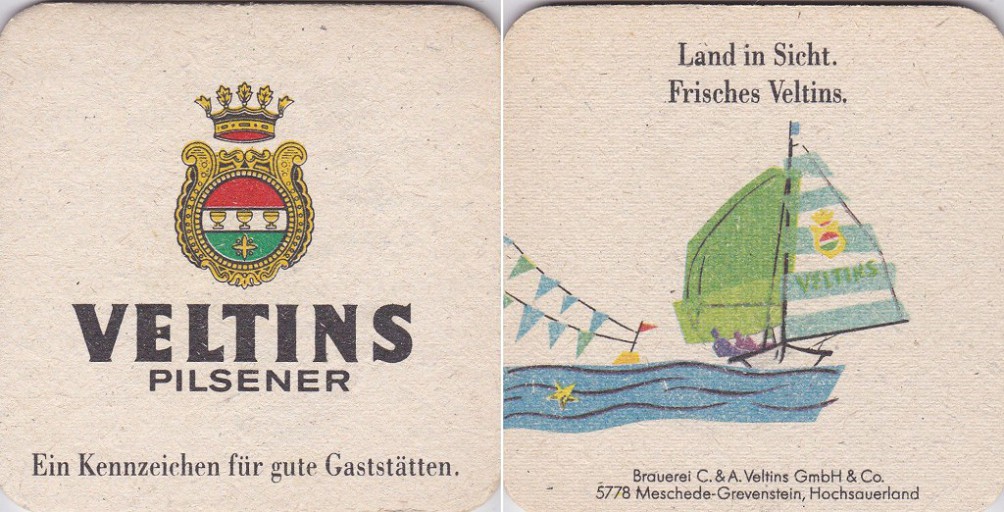 VELTINS
PILSENER
Ein Kennzeichen für gute Gaststätten.
Land in Sicht.
Frisches Veltins.
VELTINS
Brauerei C. & A. Veltins GmbH & Co.
5778 Meschede-Grevenstein, Hochsauerland